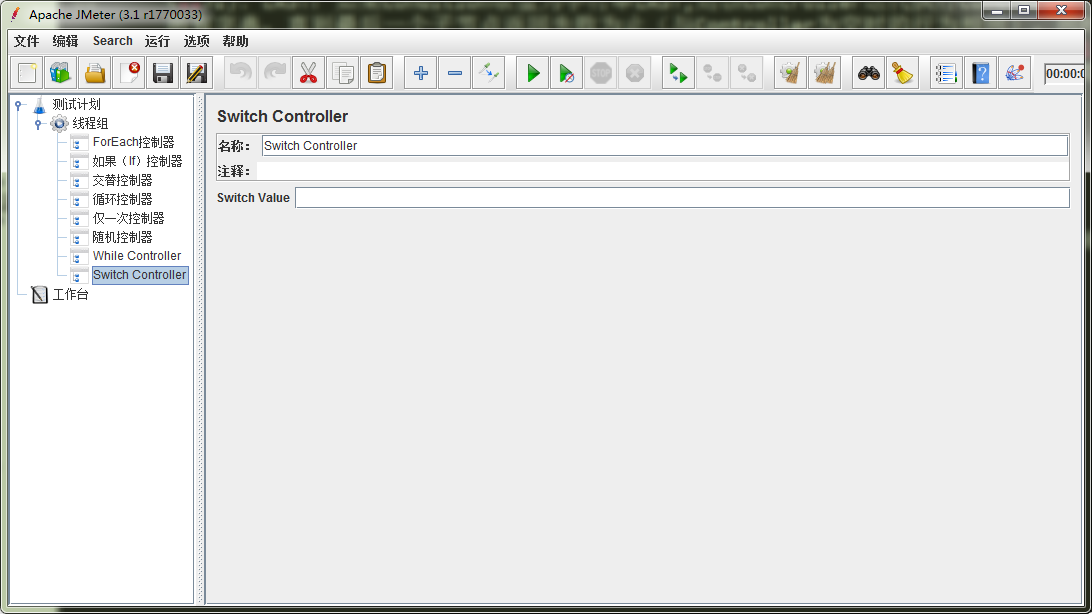 Apache JMeter (3.1 r1770033)
文件 编辑 Search 运行 选项 帮助
STOP
00:00:0
测试计划
线程组
ForEach控制器
如果（If）控制器
交替控制器
循环控制器
仅一次控制器
随机控制器
While Controller
Switch Controller
工作台
Switch Controller
名称： Switch Controller
注释：
Switch Value